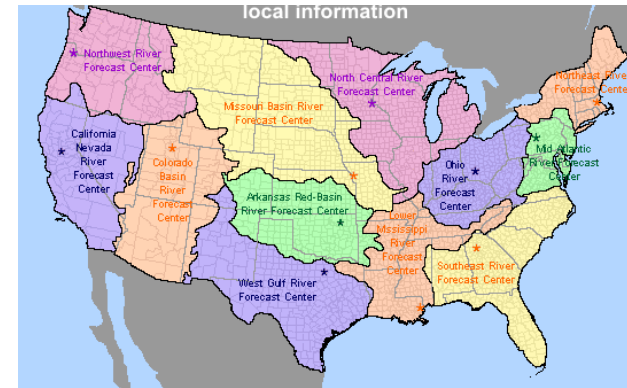 local information
Northwest River
Forecast Center
North Central River
Forecast Center
Northeast River
Forecast Center
Missouri Basin River
Forecast Center
California
Nevada
River
Forecast
Center
Colorado
Basin
River
Forecast
Center
Mid Atlantic
River Forecast
Center
Ohio
River
Forecast
Center
Arkansas Red-Basin
River Forecast Center
Lower
Mississippi
River
Forecast
Center
Southeast River
Forecast Center
West Gulf River
Forecast Center